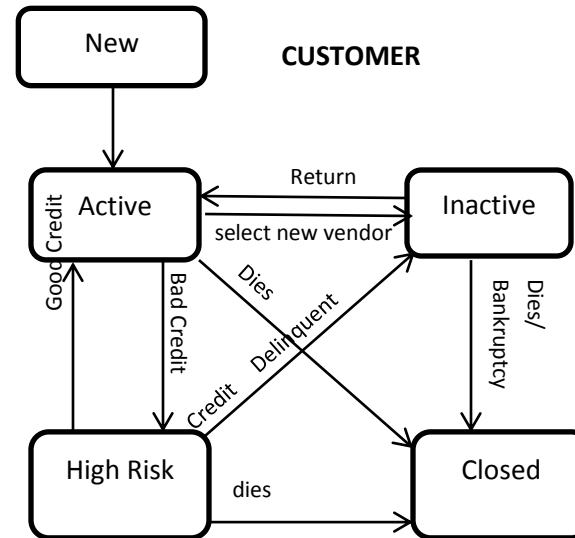 New
CUSTOMER
Return
Active
Inactive
select new vendor
Good Credit
Bad Credit
Dies
Credit Delinquent
Dies/
Bankruptcy
High Risk
Closed
dies